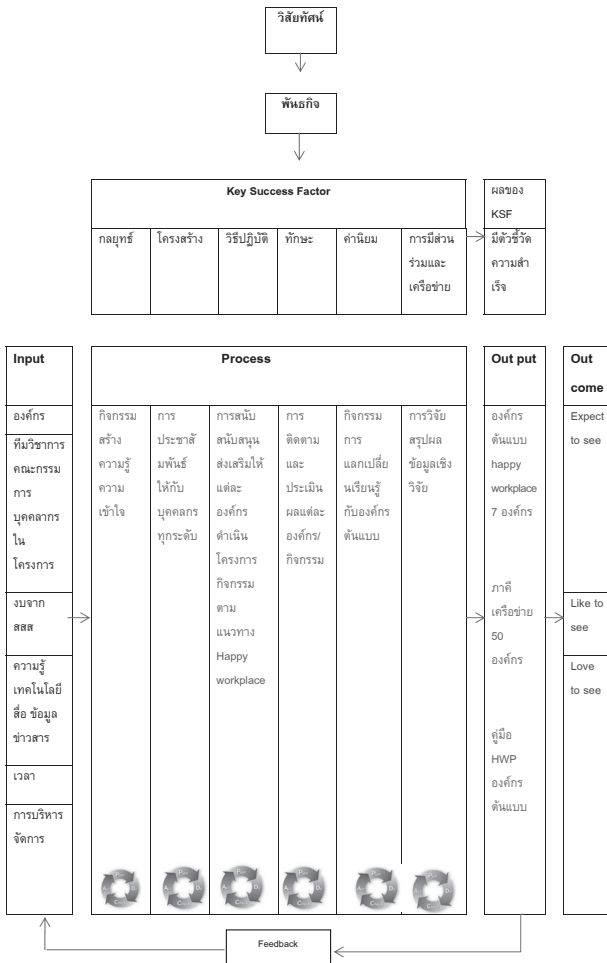 วิสัยทัศน์
พันธกิจ
Key Success Factor
กลยุทธ์
โครงสร้าง
วิธีปฏิบัติ
ทักษะ
ค่านิยม
การมีส่วน
ร่วมและ
เครือข่าย
ผลของ
KSF
มีตัวชี้วัด
ความสำ
เร็จ
Input
องค์กร
ทีมวิชาการ
คณะกรรม
การ
บุคคลากร
ใน
โครงการ
งบจาก
สสส
ความรู้
เทคโนโลยี
สื่อ ข้อมูล
ข่าวสาร
เวลา
การบริหาร
จัดการ
Process
กิจกรรม
สร้าง
ความรู้
ความ
เข้าใจ
การ
ประชาสั
มพันธ์
ให้กับ
บุคคลกร
ทุกระดับ
การสนับ
สนับสนุน
ส่งเสริมให้
แต่ละ
องค์กร
ดำเนิน
โครงการ
กิจกรรม
ตาม
แนวทาง
Happy
workplace
การ
ติดตาม
และ
ประเมิน
ผลแต่ละ
องค์กร/
กิจกรรม
กิจกรรม
การ
แลกเปลี่ย
นเรียนรู้
กับองค์กร
ต้นแบบ
การวิจัย
สรุปผล
ข้อมูลเชิง
วิจัย
Out put
องค์กร
ต้นแบบ
happy
workplace
7 องค์กร
ภาคี
เครือข่าย
50
องค์กร
คู่มือ
HWP
องค์กร
ต้นแบบ
Out
come
Expect
to see
Like to
see
Love
to see
Feedback